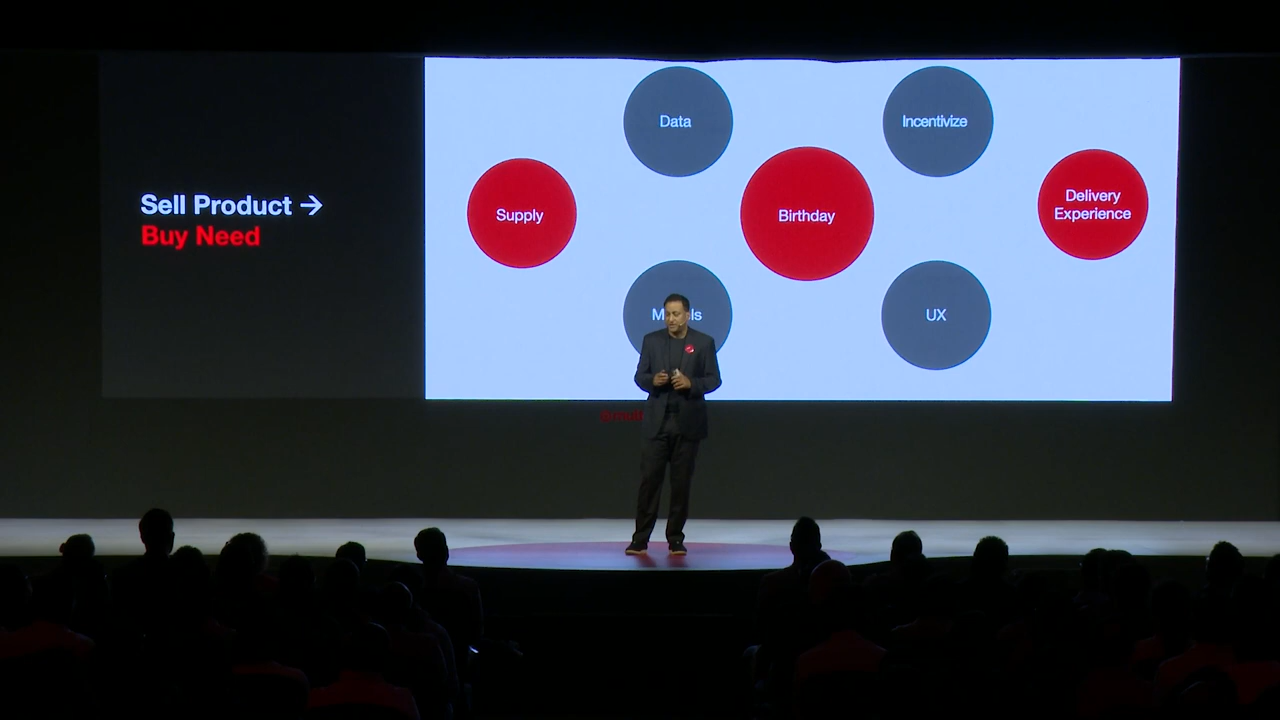 Sell Product →
Buy Need
Data
Incentivize
Supply
Birthday
Delivery
Experience
UX